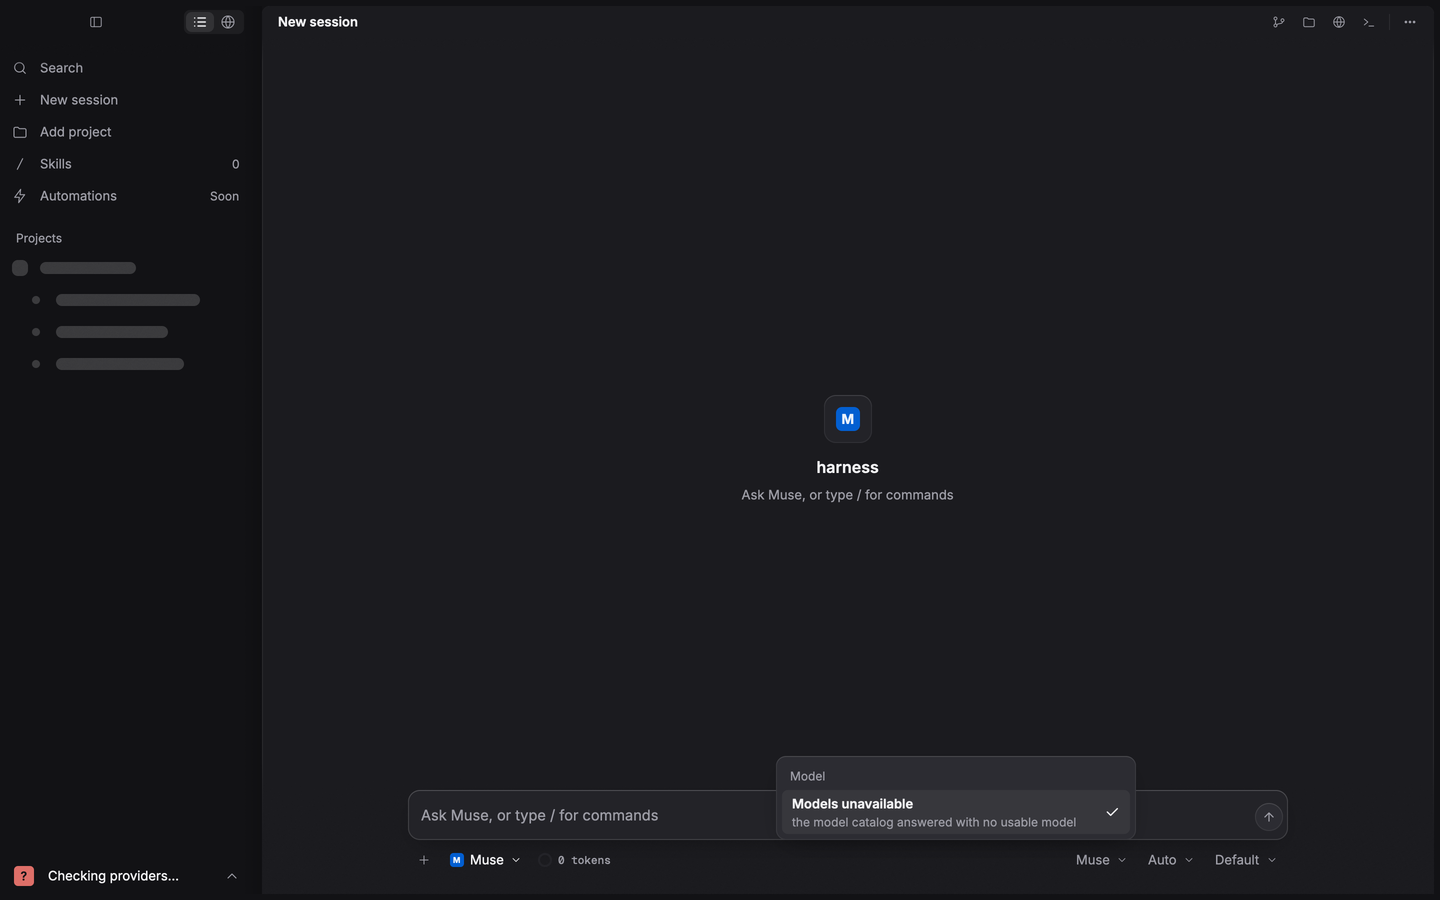 New session
Search
New session
Add project
Skills 0
Automations Soon
Projects
M
harness
Ask Muse, or type / for commands
Model
Models unavailable
the model catalog answered with no usable model
Ask Muse, or type / for commands
M Muse 0 tokens
Muse Auto Default
? Checking providers...